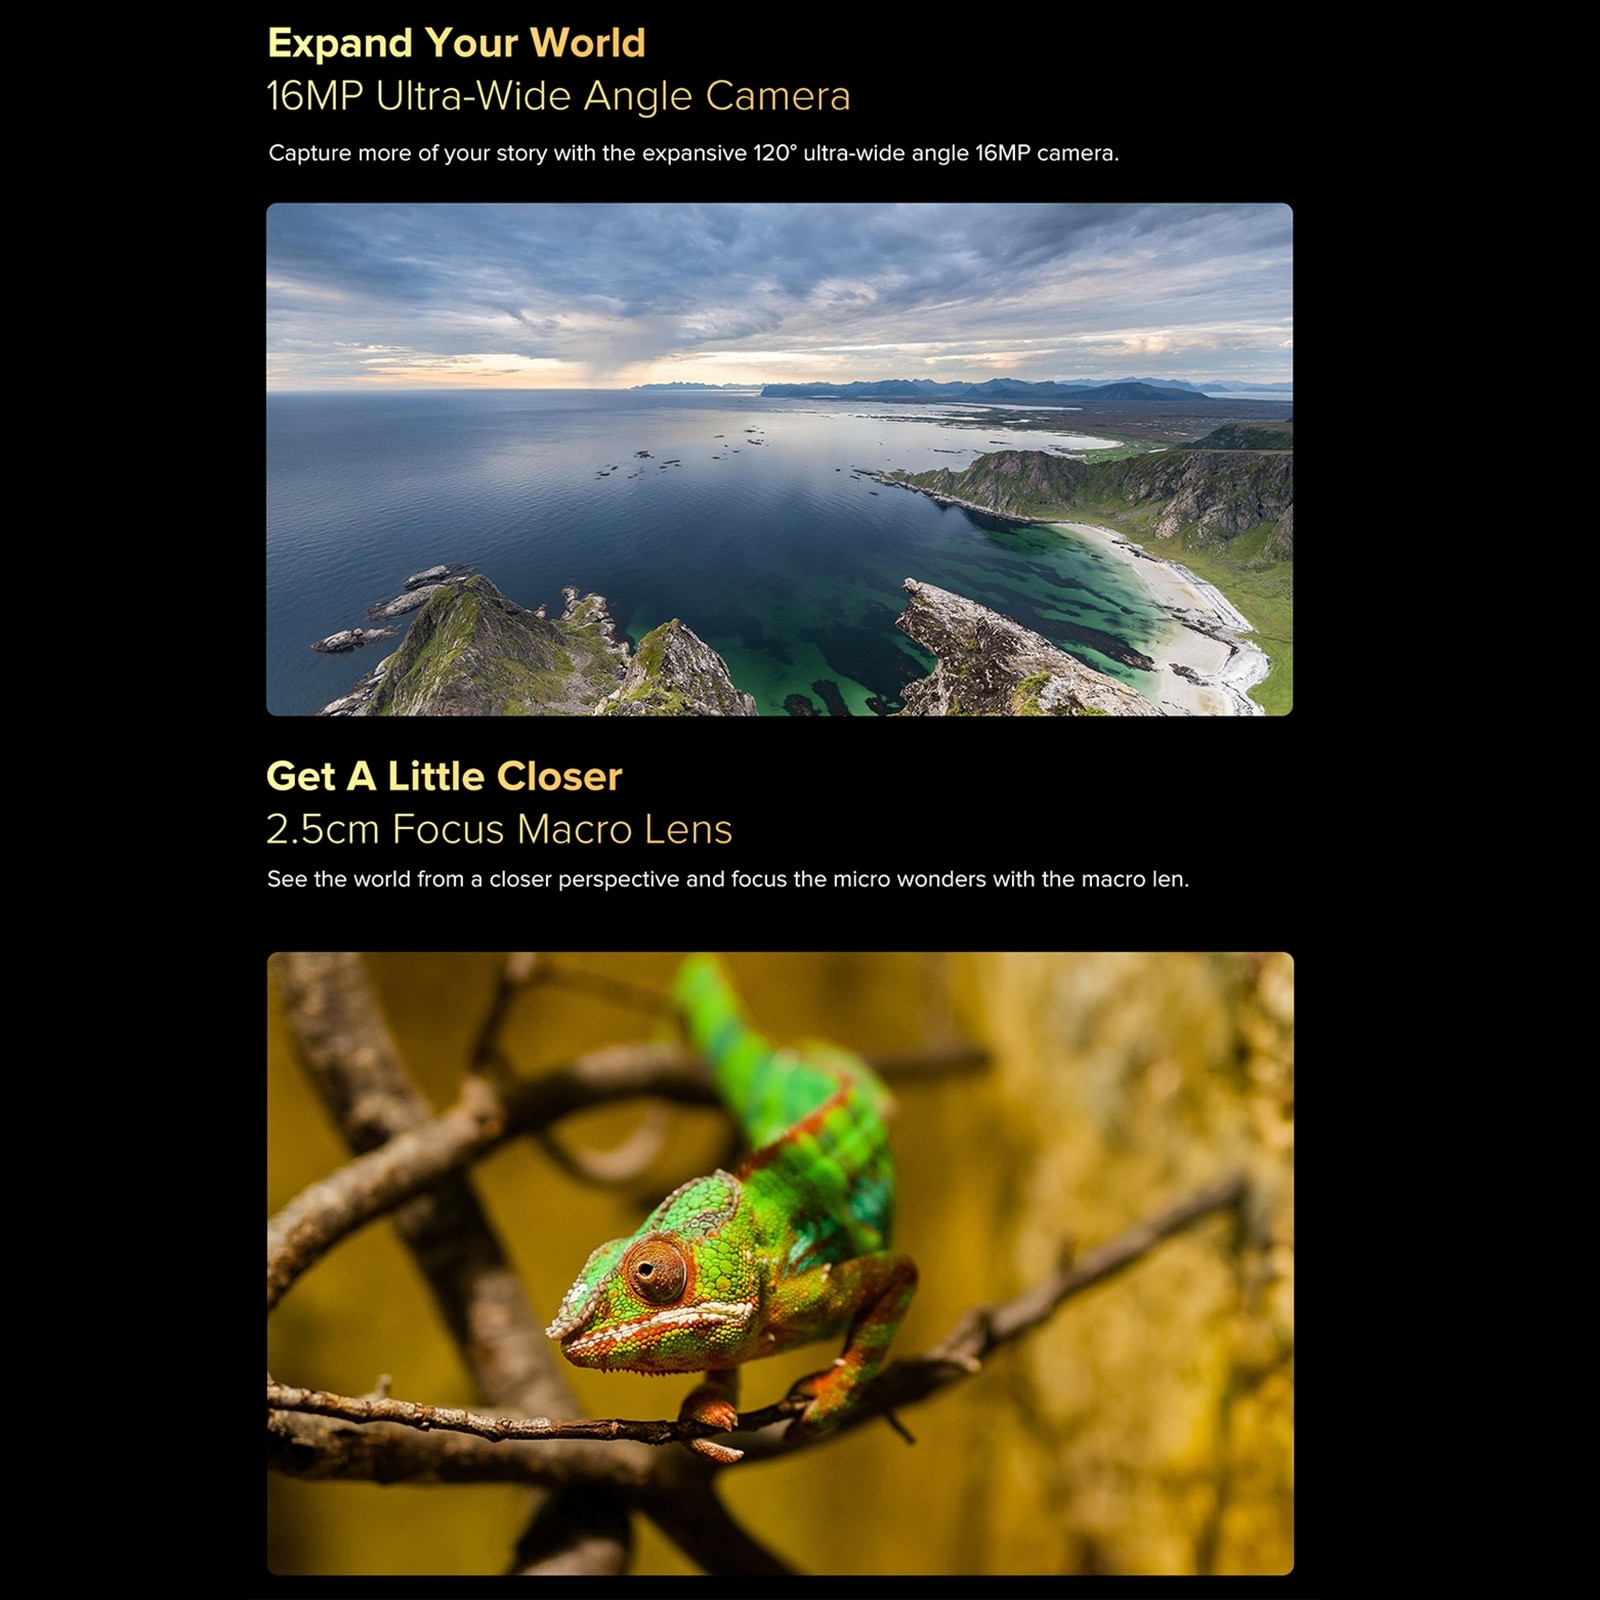 Expand Your World
16MP Ultra-Wide Angle Camera
Capture more of your story with the expansive 120° ultra-wide angle 16MP camera.
Get A Little Closer
2.5cm Focus Macro Lens
See the world from a closer perspective and focus the micro wonders with the macro len.